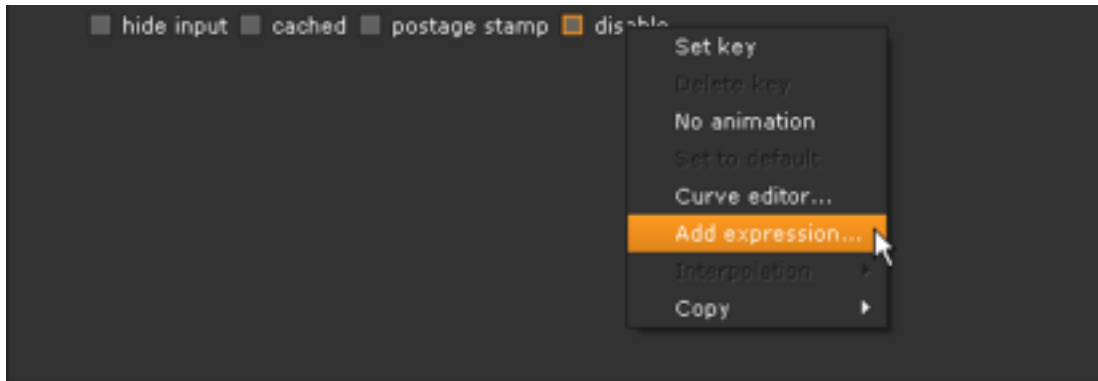 hide input cached postage stamp disable
Set key
Delete key
No animation
Set to default
Curve editor...
Add expression...
Interpolation
Copy